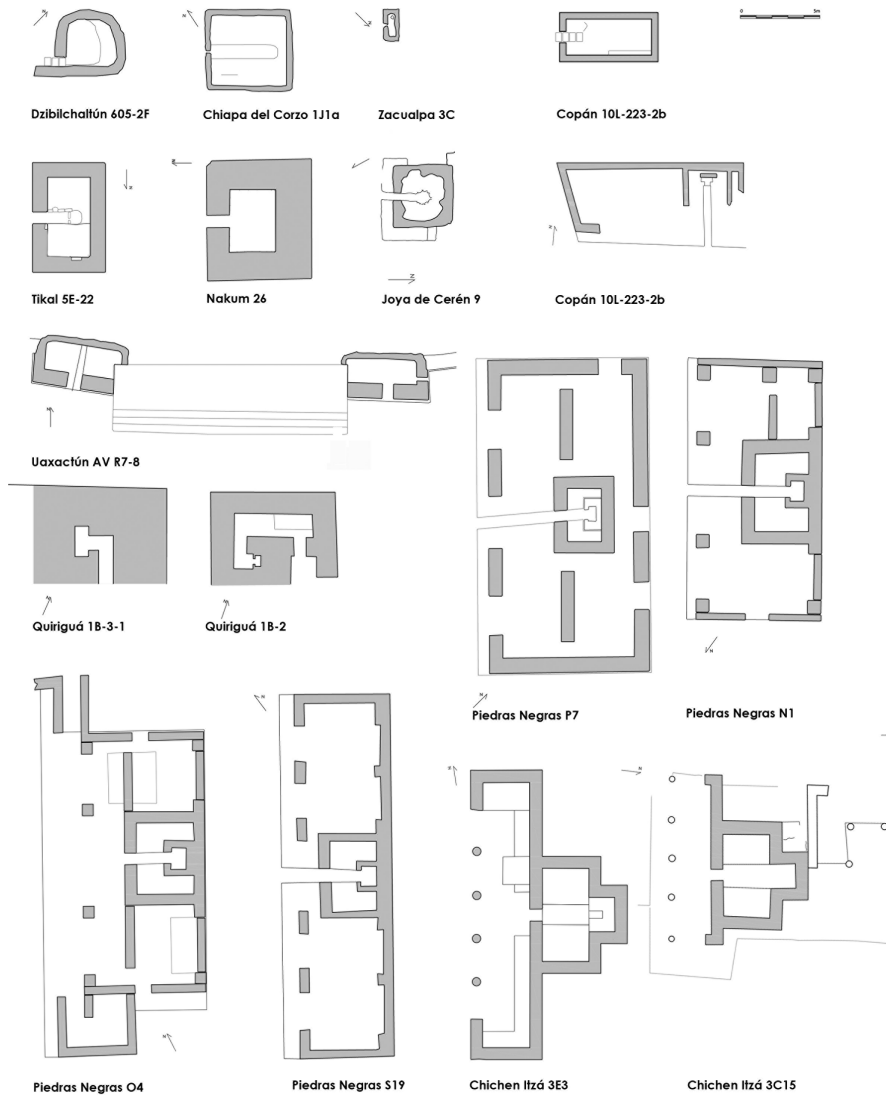 0 5m
Dzibilchaltún 605-2F
Chiapa del Corzo 1J1a
Zacualpa 3C
Copán 10L-223-2b
Tikal 5E-22
Nakum 26
Joya de Cerén 9
Copán 10L-223-2b
Uaxactún AV R7-8
Quiriguá 1B-3-1
Quiriguá 1B-2
Piedras Negras P7
Piedras Negras N1
Piedras Negras O4
Piedras Negras S19
Chichen Itzá 3E3
Chichen Itzá 3C15